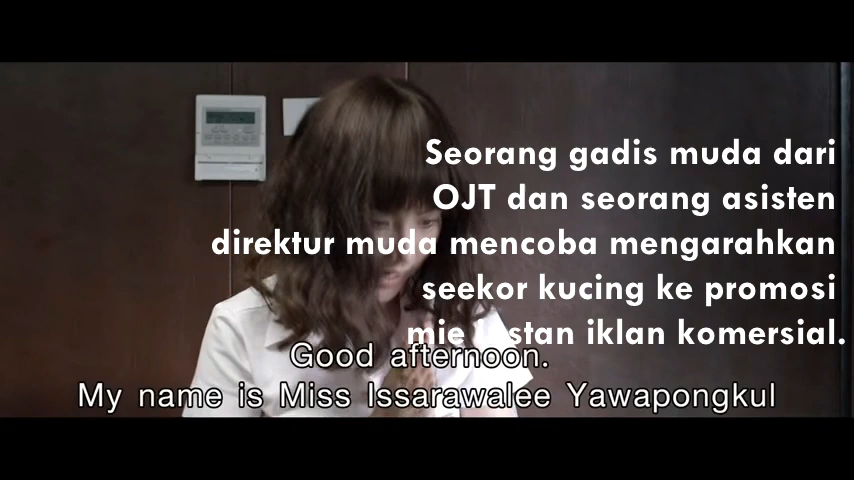 Seorang gadis muda dari
OJT dan seorang asisten
direktur muda mencoba mengarahkan
seekor kucing ke promosi
mie instan iklan komersial.
Good afternoon.
My name is Miss Issarawalee Yawapongkul